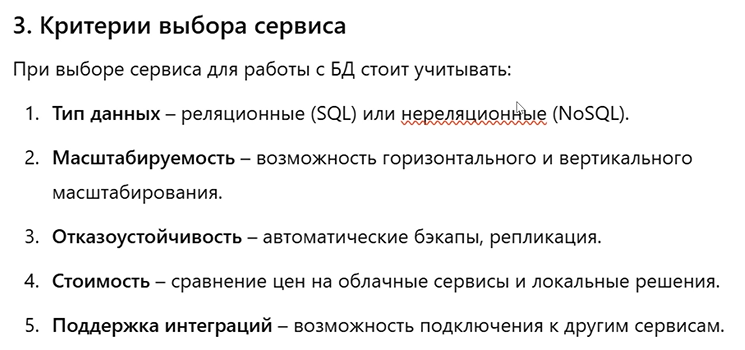 3. Критерии выбора сервиса
При выборе сервиса для работы с БД стоит учитывать:
1. Тип данных – реляционные (SQL) или нереляционные (NoSQL).
2. Масштабируемость – возможность горизонтального и вертикального
масштабирования.
3. Отказоустойчивость – автоматические бэкапы, репликация.
4. Стоимость – сравнение цен на облачные сервисы и локальные решения.
5. Поддержка интеграций – возможность подключения к другим сервисам.